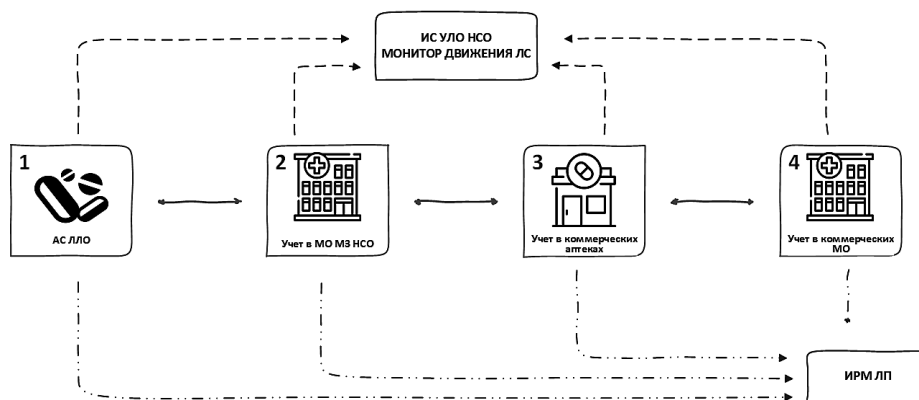 ИС УЛО НСО
МОНИТОР ДВИЖЕНИЯ ЛС
1
АС ЛЛО
2
Учет в МО МЗ НСО
3
Учет в коммерческих
аптеках
4
Учет в коммерческих
МО
ИРМ ЛП